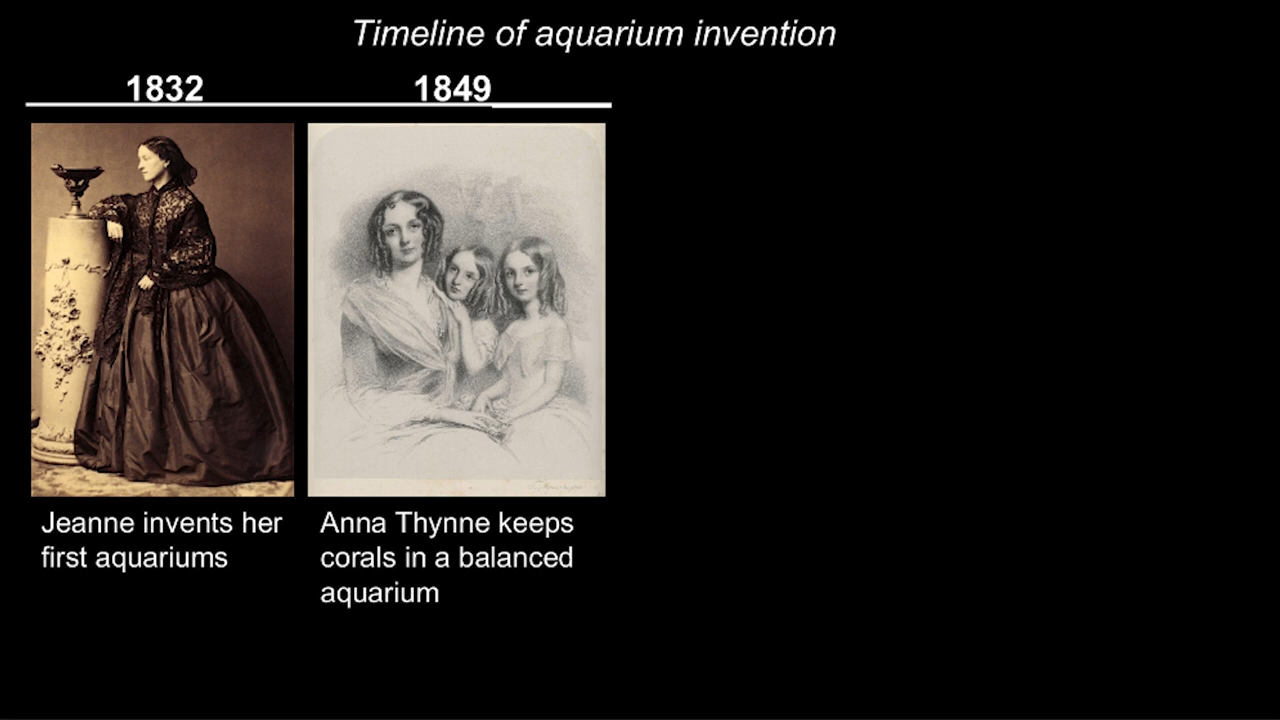 Timeline of aquarium invention
1832
1849
Jeanne invents her
first aquariums
Anna Thynne keeps
corals in a balanced
aquarium